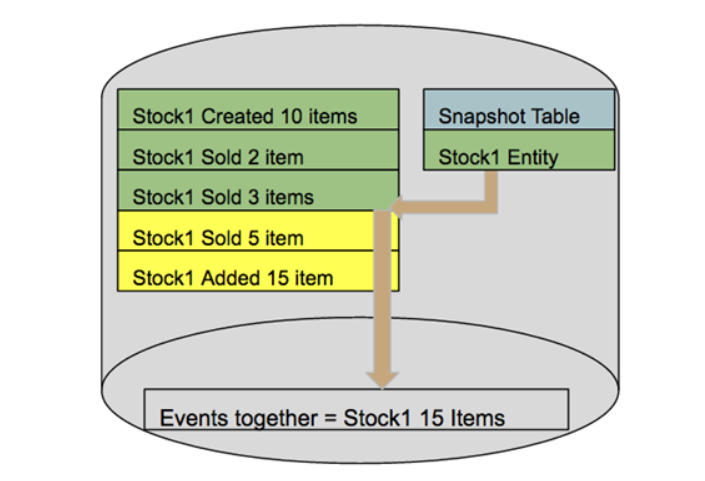 Stock1 Created 10 items
Stock1 Sold 2 item
Stock1 Sold 3 items
Stock1 Sold 5 item
Stock1 Added 15 item
Snapshot Table
Stock1 Entity
Events together = Stock1 15 Items